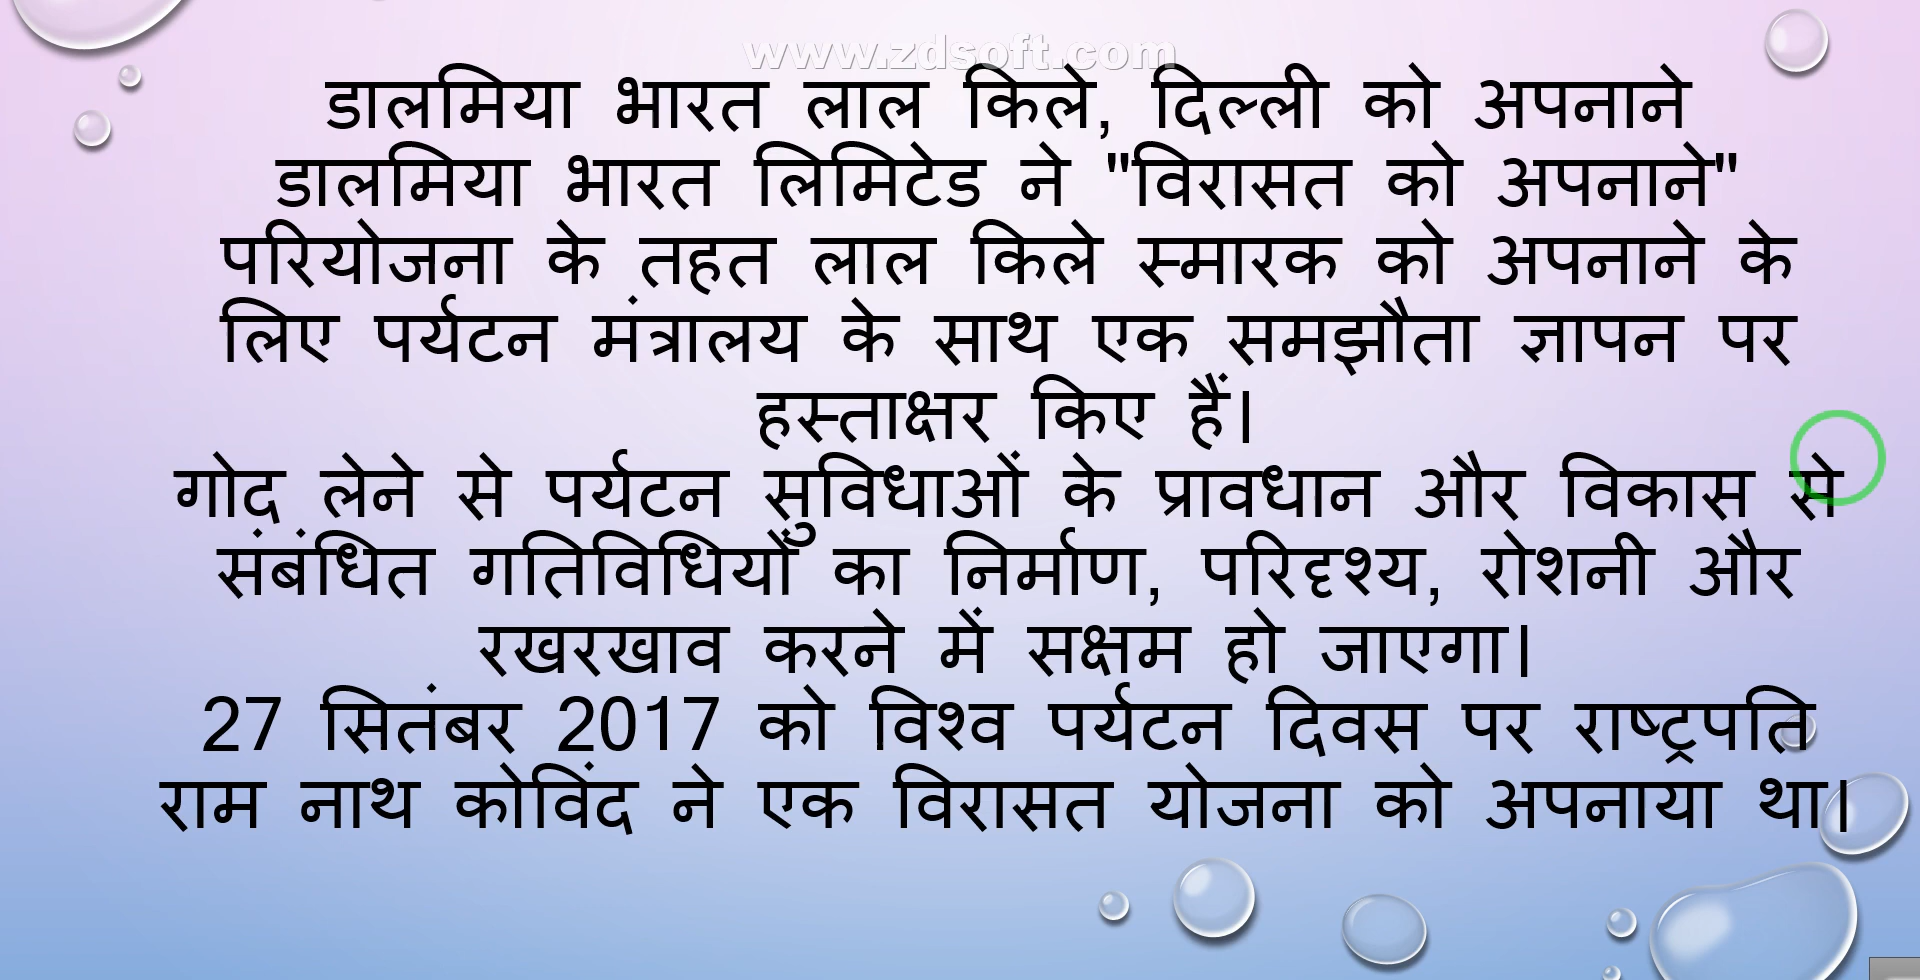 www.zdsoft.com
डालमिया भारत लाल किले, दिल्ली को अपनाने
डालमिया भारत लिमिटेड ने "विरासत को अपनाने"
परियोजना के तहत लाल किले स्मारक को अपनाने के
लिए पर्यटन मंत्रालय के साथ एक समझौता ज्ञापन पर
हस्ताक्षर किए हैं।
गोद लेने से पर्यटन सुविधाओं के प्रावधान और विकास से
संबंधित गतिविधियों का निर्माण, परिदृश्य, रोशनी और
रखरखाव करने में सक्षम हो जाएगा।
27 सितंबर 2017 को विश्व पर्यटन दिवस पर राष्ट्रपति
राम नाथ कोविंद ने एक विरासत योजना को अपनाया था।